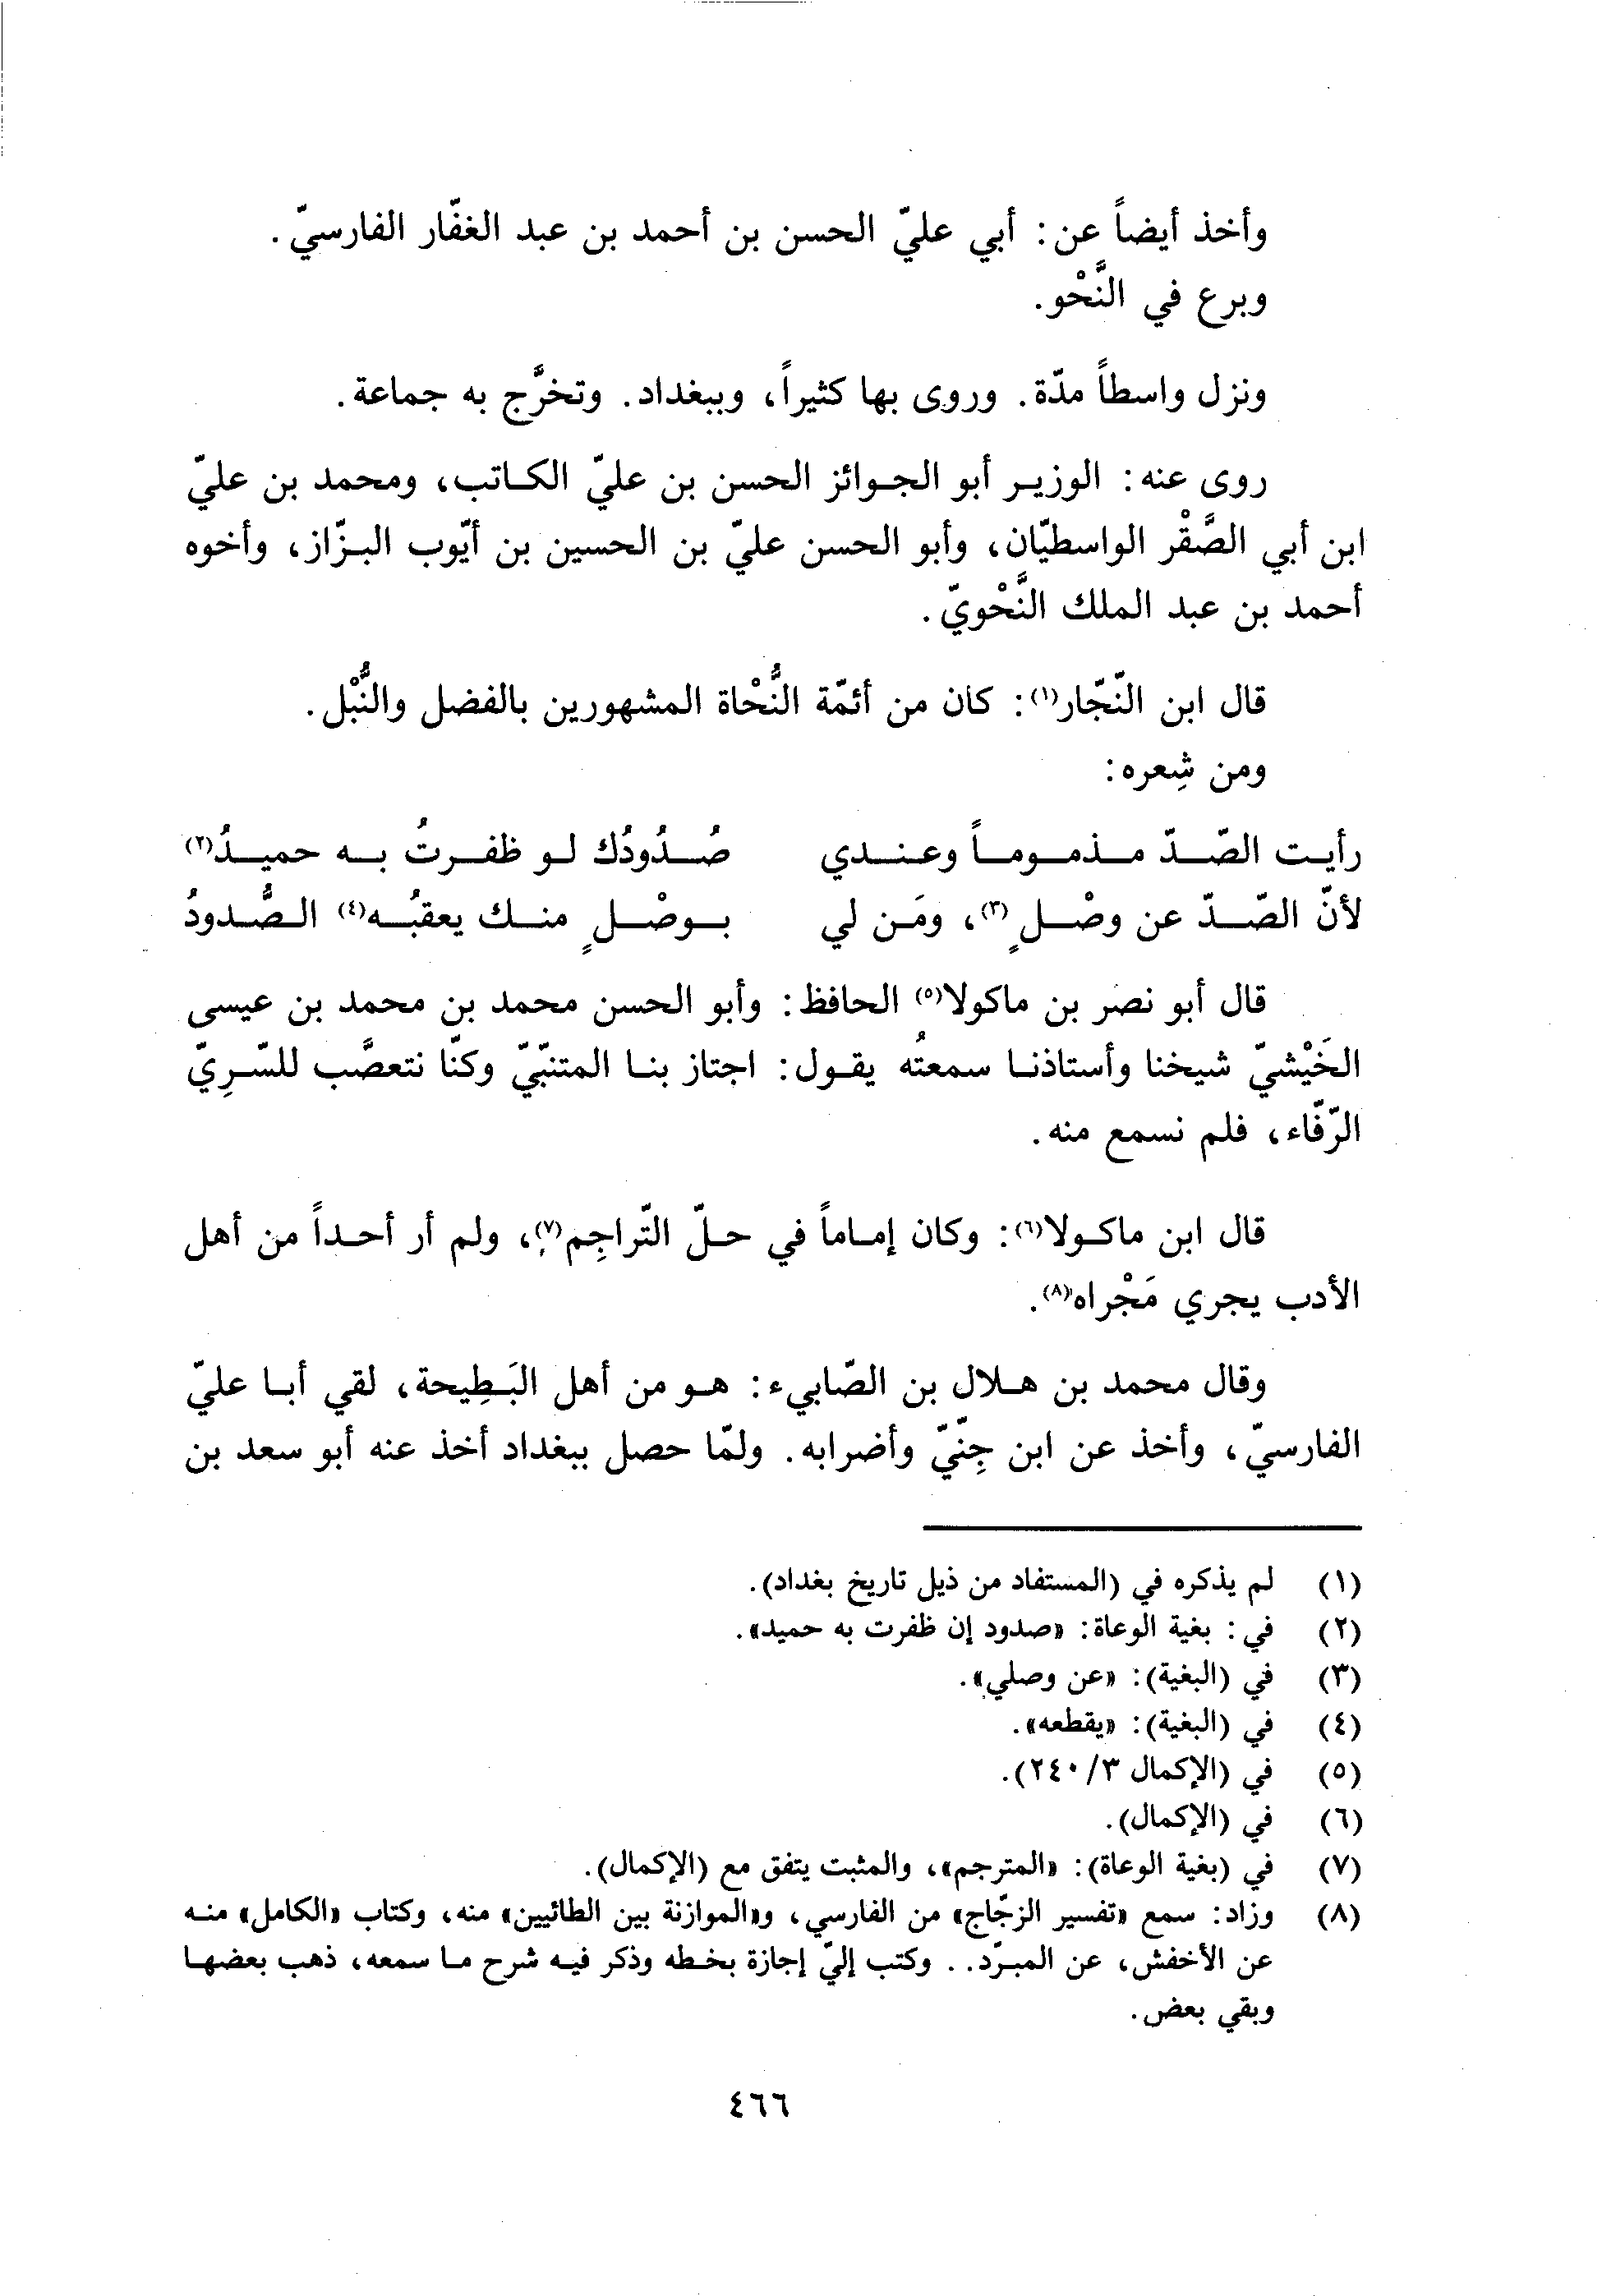 وأخذ أيضاً عن: أبي عليّ الحسن بن أحمد بن عبد الغفّار الفارسيّ.
وبرع في النَّحْو.
ونزل واسطاً مدّة. وروى بها كثيراً، وببغداد. وتخرَّج به جماعة.
روى عنه: الوزير أبو الجوائز الحسن بن عليّ الكاتب، ومحمد بن عليّ
ابن أبي الصَّقْر الواسطيّان، وأبو الحسن عليّ بن الحسين بن أيّوب البزّاز، وأخوه
أحمد بن عبد الملك النَّحْويّ.
قال ابن النّجّار(١): كان من أئمّة النُّحْاة المشهورين بالفضل والنُّبْل.
ومن شِعره:
رأيت الصّدّ مذموماً وعندي صُدُودُك لو ظفرتُ به حميدُ(٢)
لأنّ الصّدّ عن وصْلٍ(٣)، ومَن لي بوصْلٍ منك يعقبُه(٤) الصُّدودُ
قال أبو نصر بن ماكولا(٥) الحافظ: وأبو الحسن محمد بن محمد بن عيسى
الخَيْشيّ شيخنا وأستاذنا سمعتُه يقول: اجتاز بنا المتنبّيّ وكنّا نتعصَّب للسّرِيّ
الرّفّاء، فلم نسمع منه.
قال ابن ماكولا(٦): وكان إماماً في حلّ التّراجِم(٧)، ولم أر أحداً من أهل
الأدب يجري مَجْراه(٨).
وقال محمد بن هلال بن الصّابيء: هو من أهل البَطِيحة، لقي أبا عليّ
الفارسيّ، وأخذ عن ابن جِنّيّ وأضرابه. ولمّا حصل ببغداد أخذ عنه أبو سعد بن
(١) لم يذكره في (المستفاد من ذيل تاريخ بغداد).
(٢) في: بغية الوعاة: «صدود إن ظفرت به حميد».
(٣) في (البغية): «عن وصلي».
(٤) في (البغية): «يقطعه».
(٥) في (الإكمال ٣/٢٤٠).
(٦) في (الإكمال).
(٧) في (بغية الوعاة): «المترجم»، والمثبت يتفق مع (الإكمال).
(٨) وزاد: سمع «تفسير الزجّاج» من الفارسي، و«الموازنة بين الطائيين» منه، وكتاب «الكامل» منه
عن الأخفش، عن المبرّد.. وكتب إليّ إجازة بخطه وذكر فيه شرح ما سمعه، ذهب بعضها
وبقي بعض.
٤٦٦